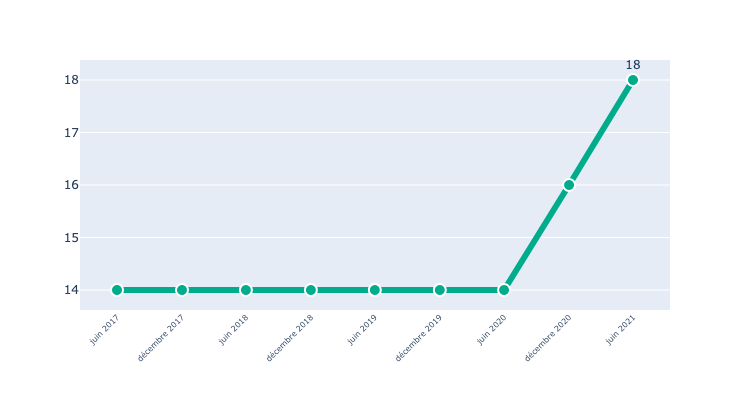 18
18
17
16
15
14
juin 2017
décembre 2017
juin 2018
décembre 2018
juin 2019
décembre 2019
juin 2020
décembre 2020
juin 2021